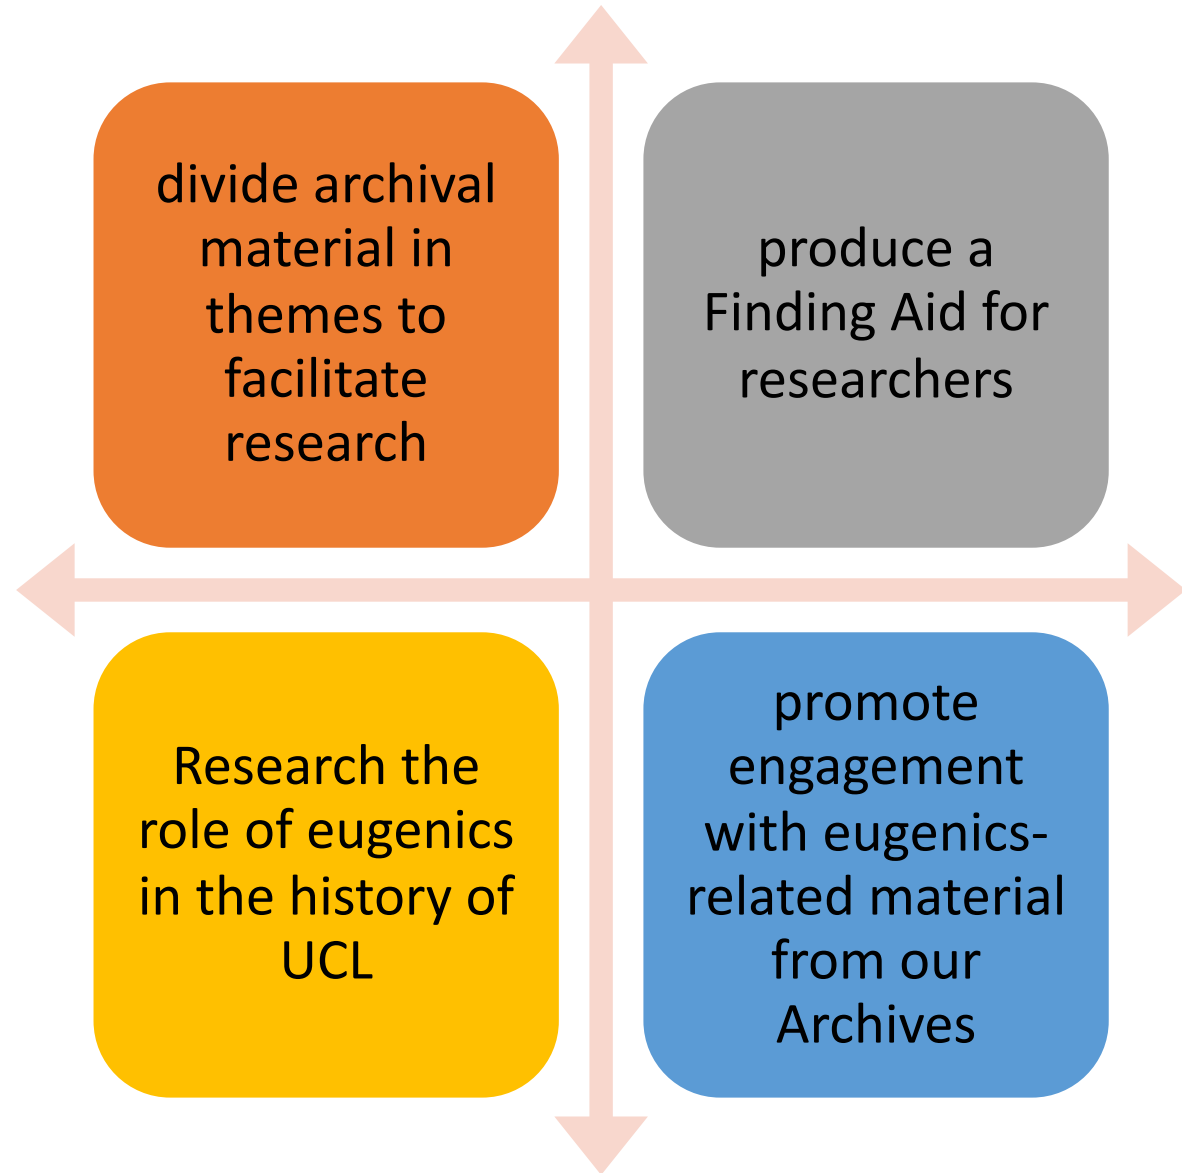 divide archival
material in
themes to
facilitate
research
produce a
Finding Aid for
researchers
Research the
role of eugenics
in the history of
UCL
promote
engagement
with eugenics-
related material
from our
Archives